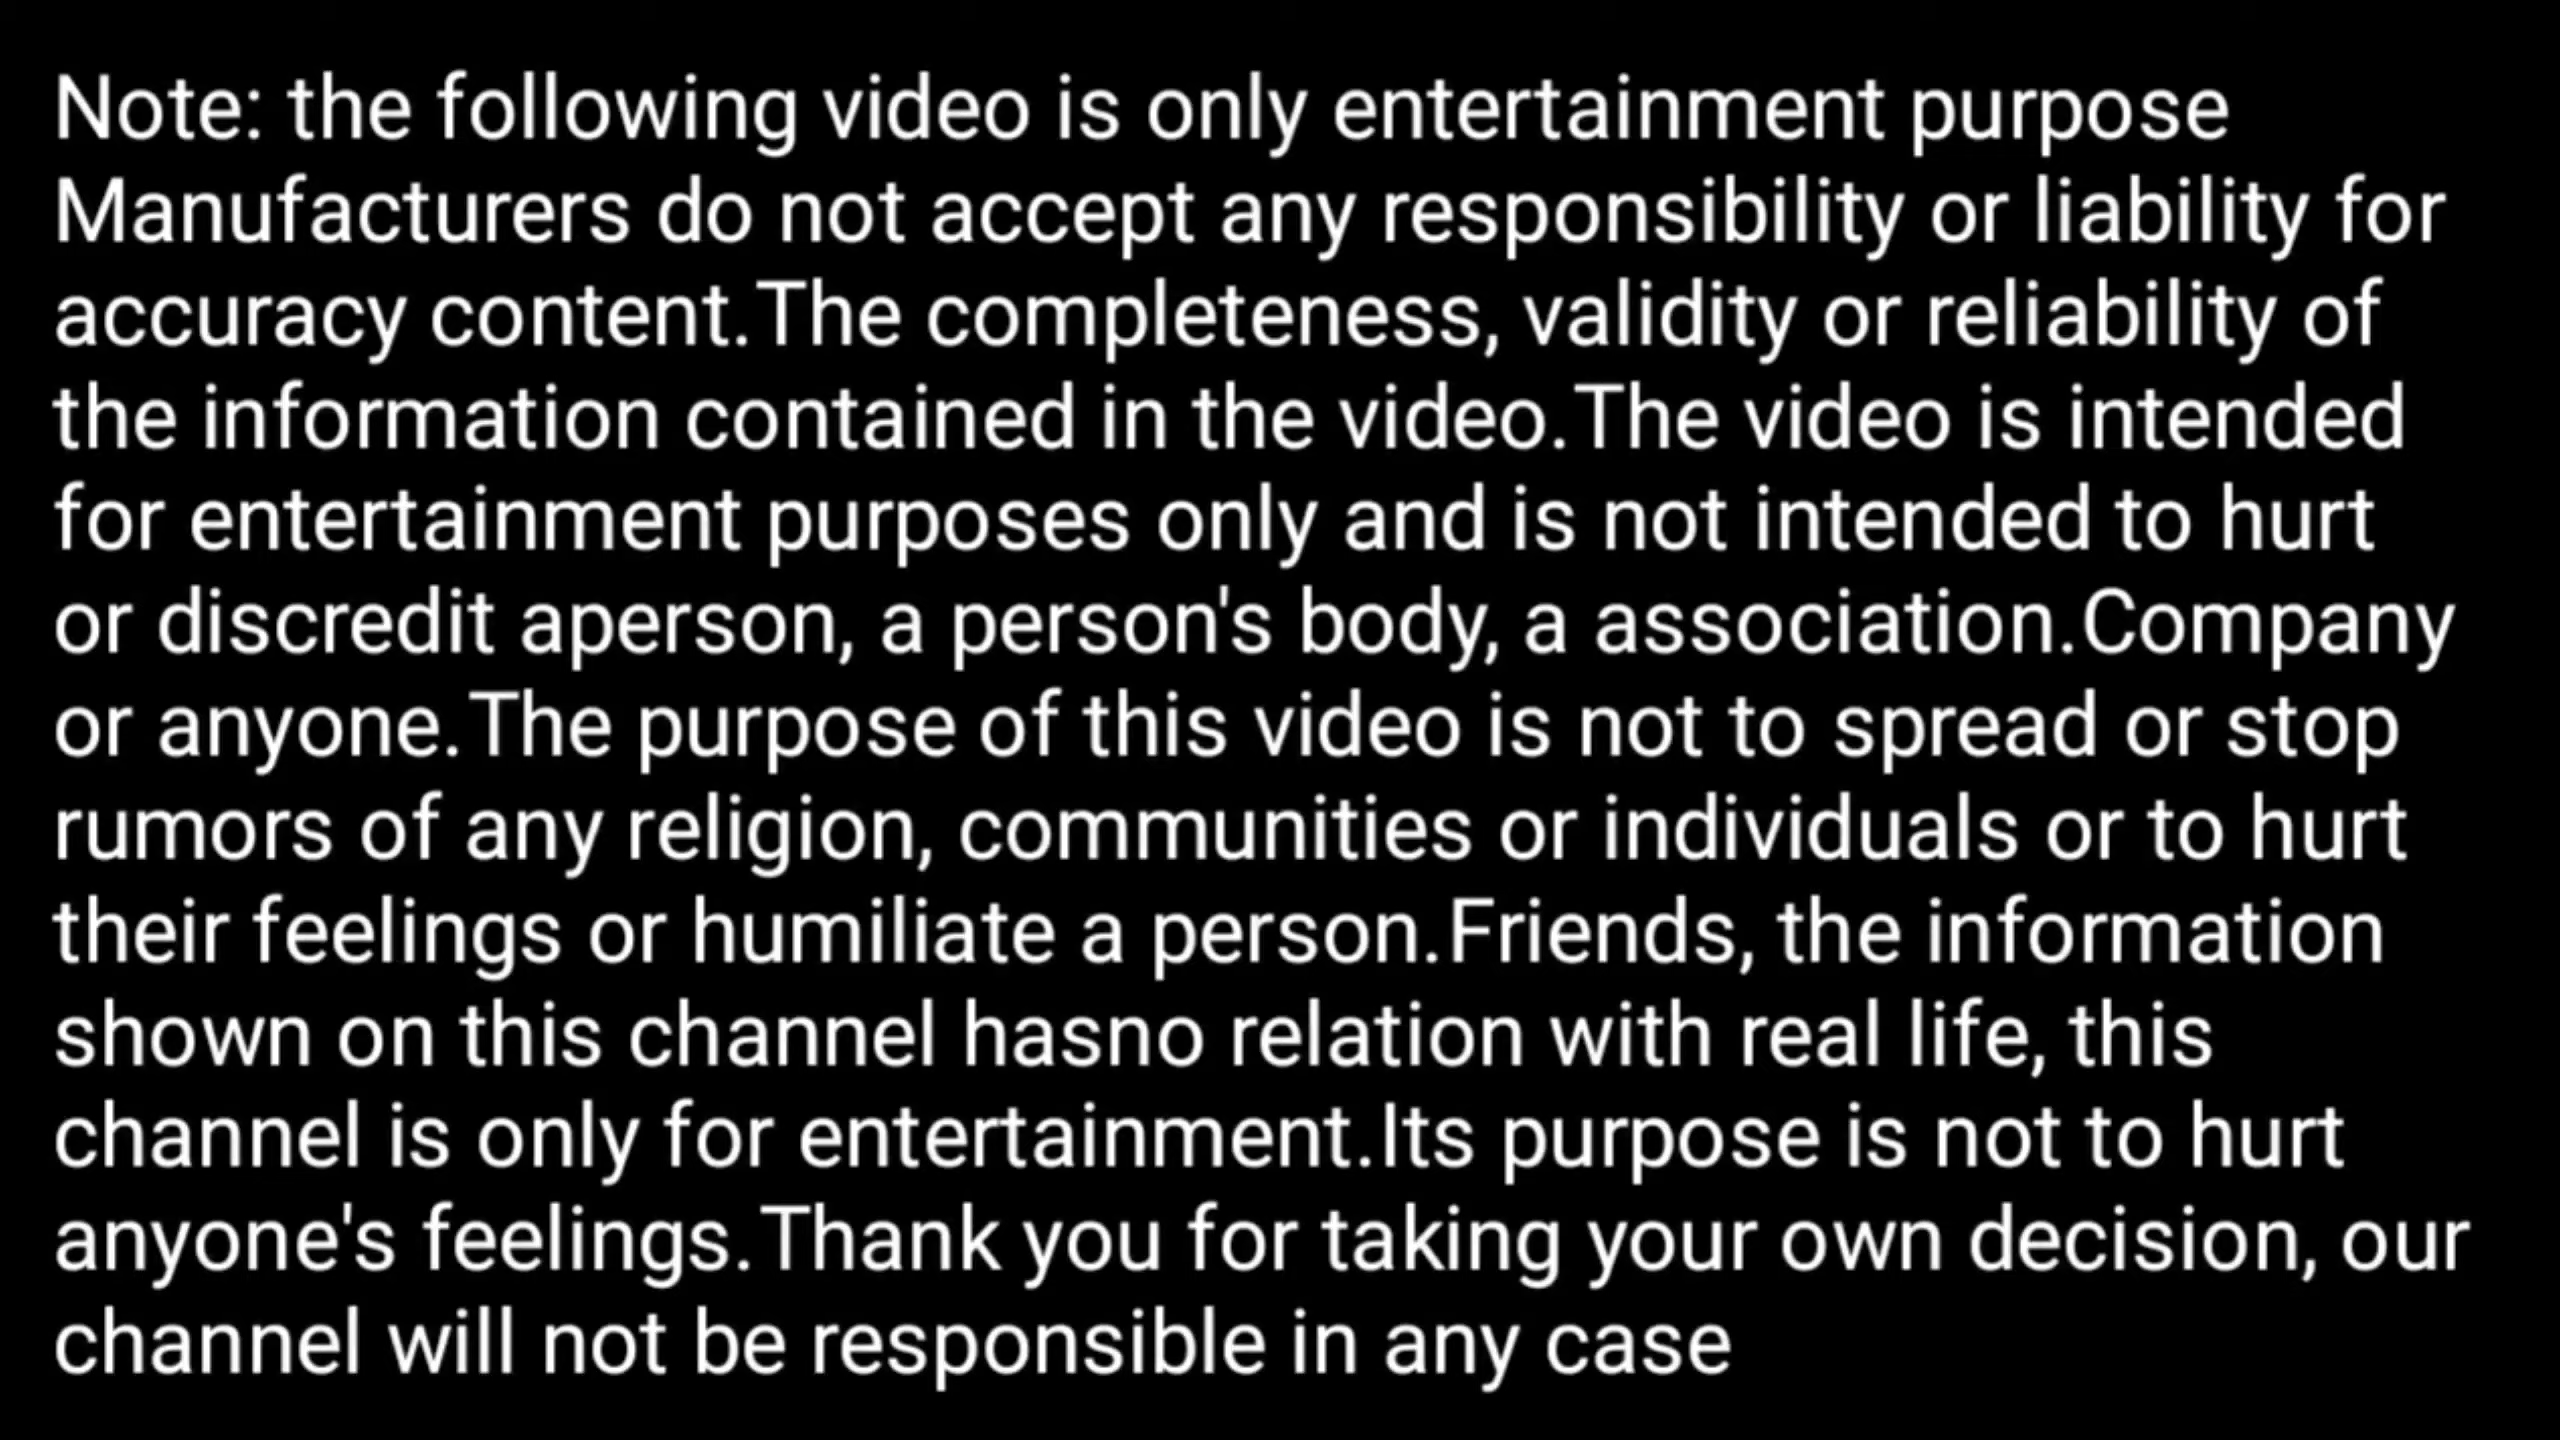 Note: the following video is only entertainment purpose
Manufacturers do not accept any responsibility or liability for
accuracy content.The completeness, validity or reliability of
the information contained in the video.The video is intended
for entertainment purposes only and is not intended to hurt
or discredit aperson, a person's body, a association.Company
or anyone.The purpose of this video is not to spread or stop
rumors of any religion, communities or individuals or to hurt
their feelings or humiliate a person.Friends, the information
shown on this channel hasno relation with real life, this
channel is only for entertainment.Its purpose is not to hurt
anyone's feelings.Thank you for taking your own decision, our
channel will not be responsible in any case